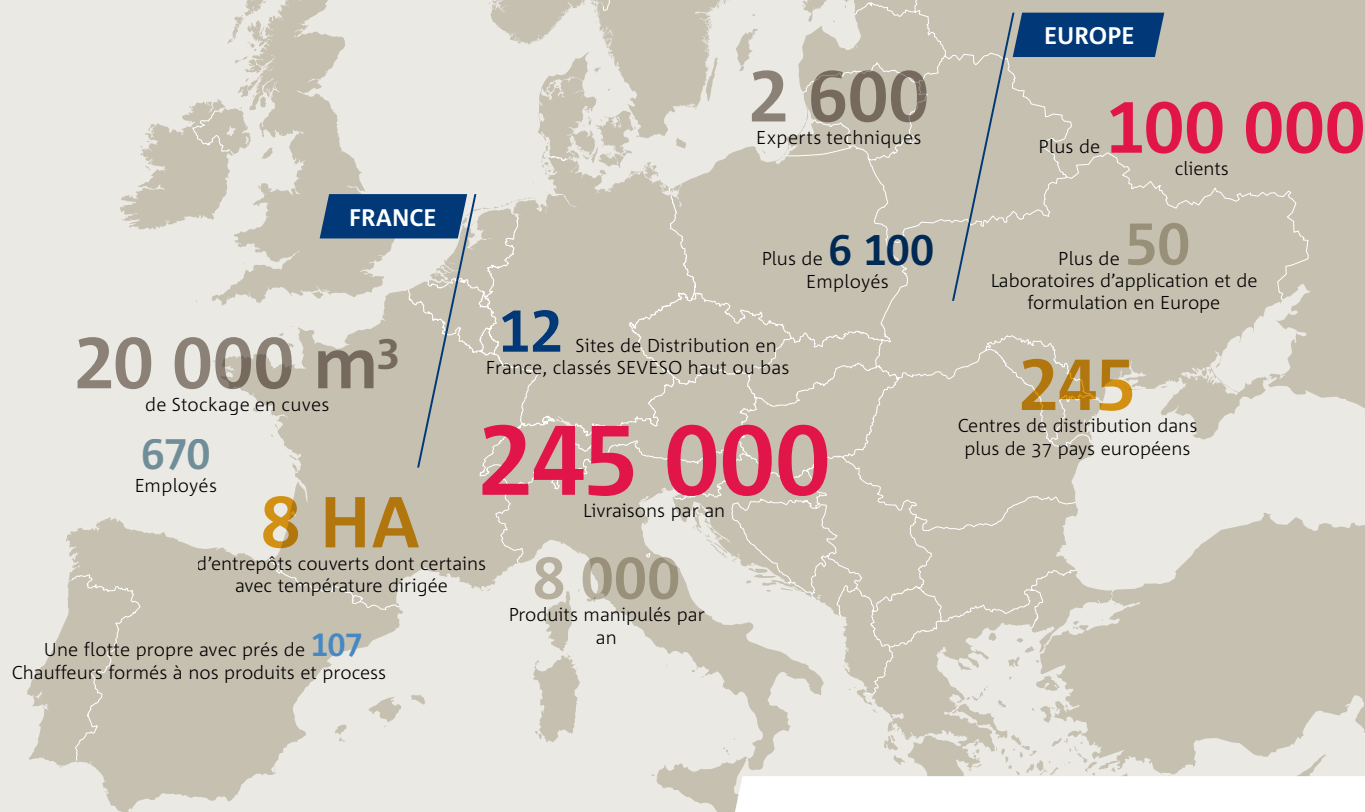 FRANCE
20 000 m³
de Stockage en cuves
670
Employés
8 HA
d’entrepôts couverts dont certains
avec température dirigée
Une flotte propre avec prés de 107
Chauffeurs formés à nos produits et process
12 Sites de Distribution en
France, classés SEVESO haut ou bas
245 000
Livraisons par an
8 000
Produits manipulés par
an
EUROPE
2 600
Experts techniques
Plus de 6 100
Employés
Plus de 100 000
clients
Plus de 50
Laboratoires d’application et de
formulation en Europe
245
Centres de distribution dans
plus de 37 pays européens